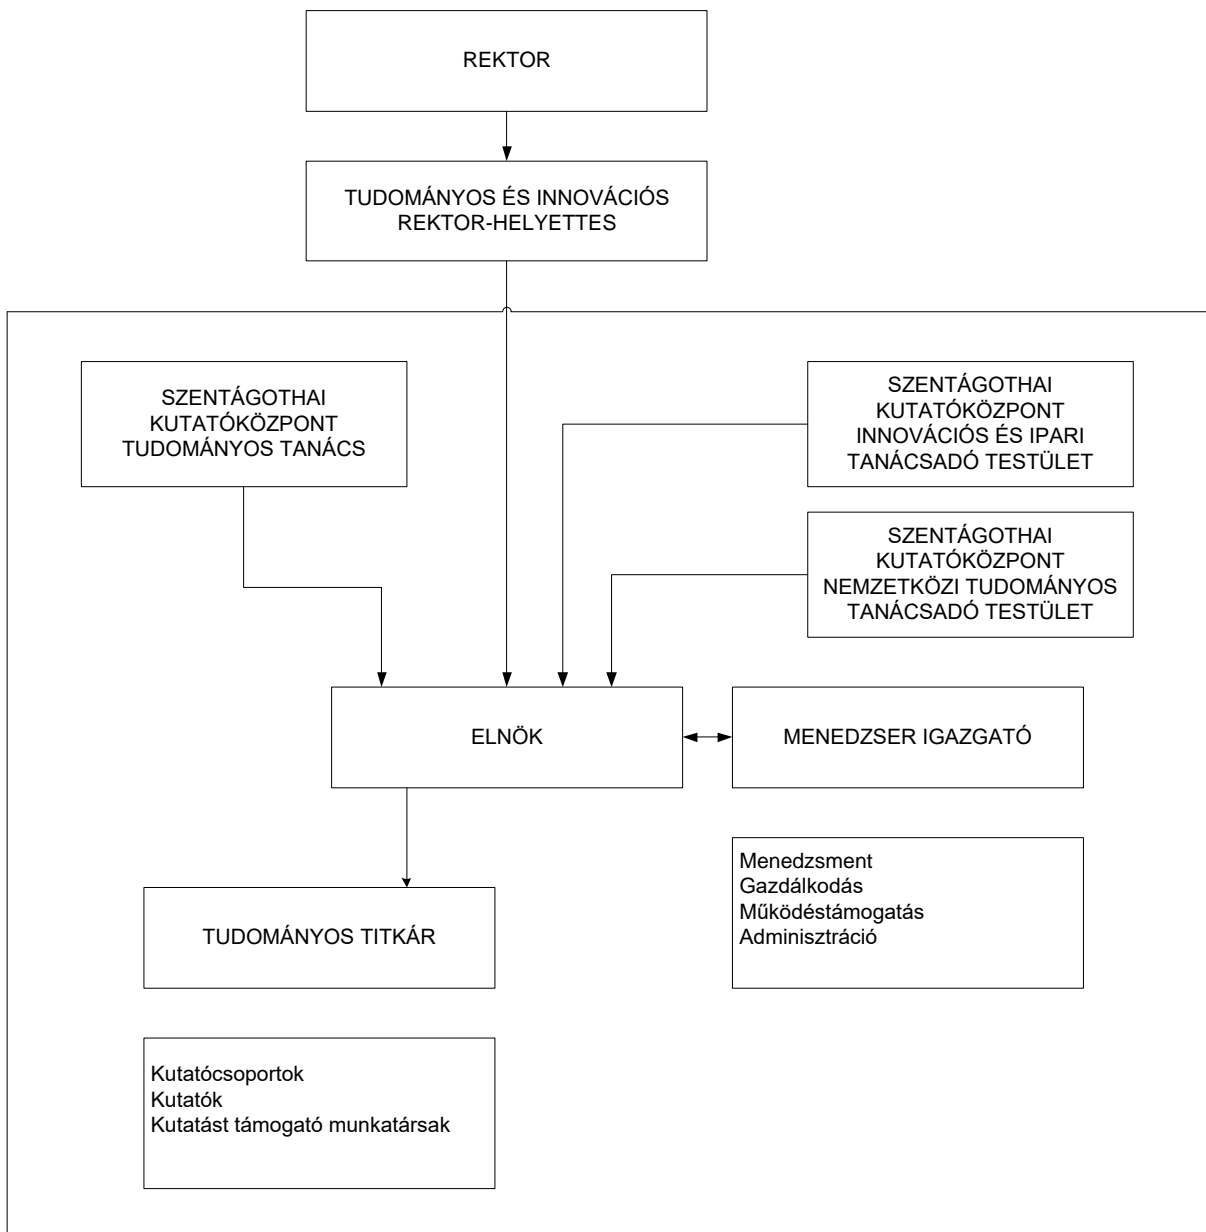 REKTOR
TUDOMÁNYOS ÉS INNOVÁCIÓS
REKTOR-HELYETTES
SZENTÁGOTHAI
KUTATÓKÖZPONT
TUDOMÁNYOS TANÁCS
SZENTÁGOTHAI
KUTATÓKÖZPONT
INNOVÁCIÓS ÉS IPARI
TANÁCSADÓ TESTÜLET
SZENTÁGOTHAI
KUTATÓKÖZPONT
NEMZETKÖZI TUDOMÁNYOS
TANÁCSADÓ TESTÜLET
ELNÖK
MENEDZSER IGAZGATÓ
Menedzsment
Gazdálkodás
Működéstámogatás
Adminisztráció
TUDOMÁNYOS TITKÁR
Kutatócsoportok
Kutatók
Kutatást támogató munkatársak